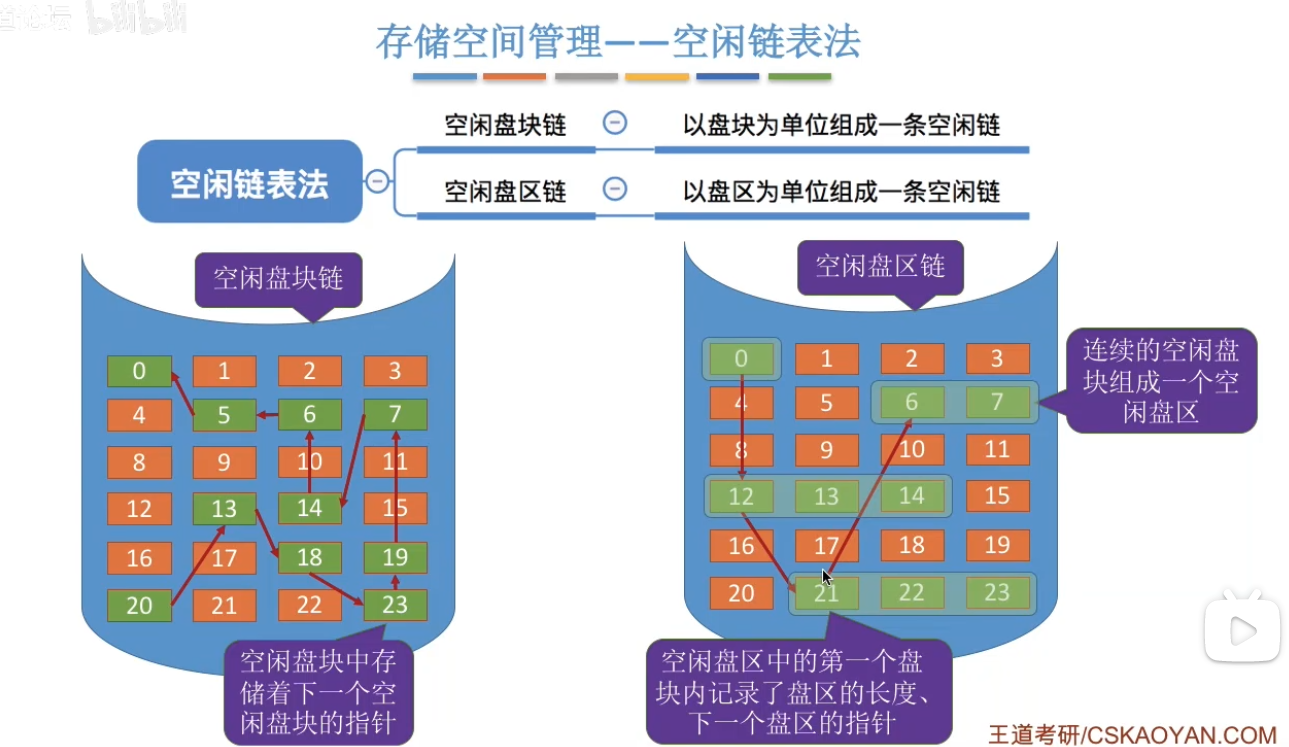 bilibili
存储空间管理——空闲链表法
空闲链表法
空闲盘块链
以盘块为单位组成一条空闲链
空闲盘区链
以盘区为单位组成一条空闲链
空闲盘块链
0 1 2 3
4 5 6 7
8 9 10 11
12 13 14 15
16 17 18 19
20 21 22 23
空闲盘块中存
储着下一个空
闲盘块的指针
空闲盘区链
0 1 2 3
4 5 6 7
8 9 10 11
12 13 14 15
16 17 18 19
20 21 22 23
连续的空闲盘
块组成一个空
闲盘区
空闲盘区中的第一个盘
块内记录了盘区的长度、
下一个盘区的指针
王道考研/CSKAOYAN.COM